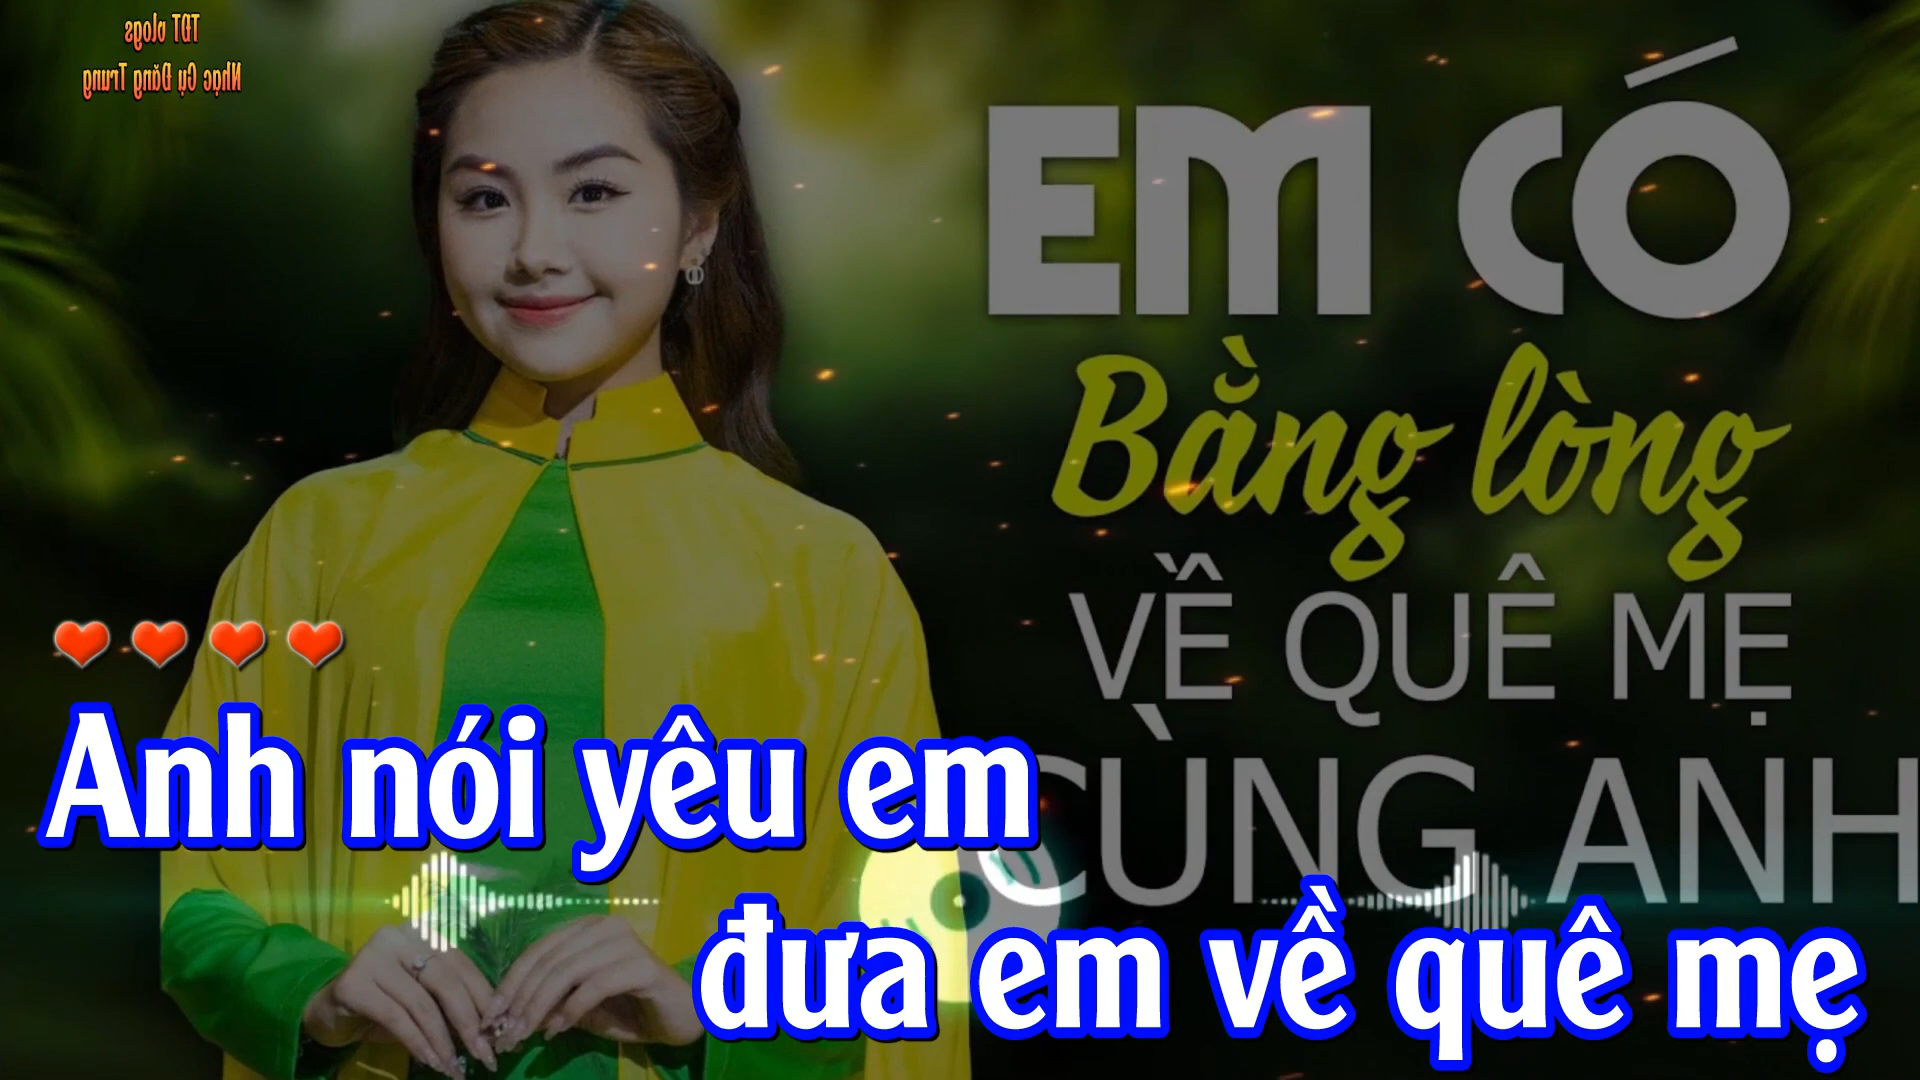 TĐT vlogs
Nhạc Cụ Đăng Trung
EM CÓ
Bằng lòng
VỀ QUÊ MẸ
CÙNG ANH
Anh nói yêu em
đưa em về quê mẹ